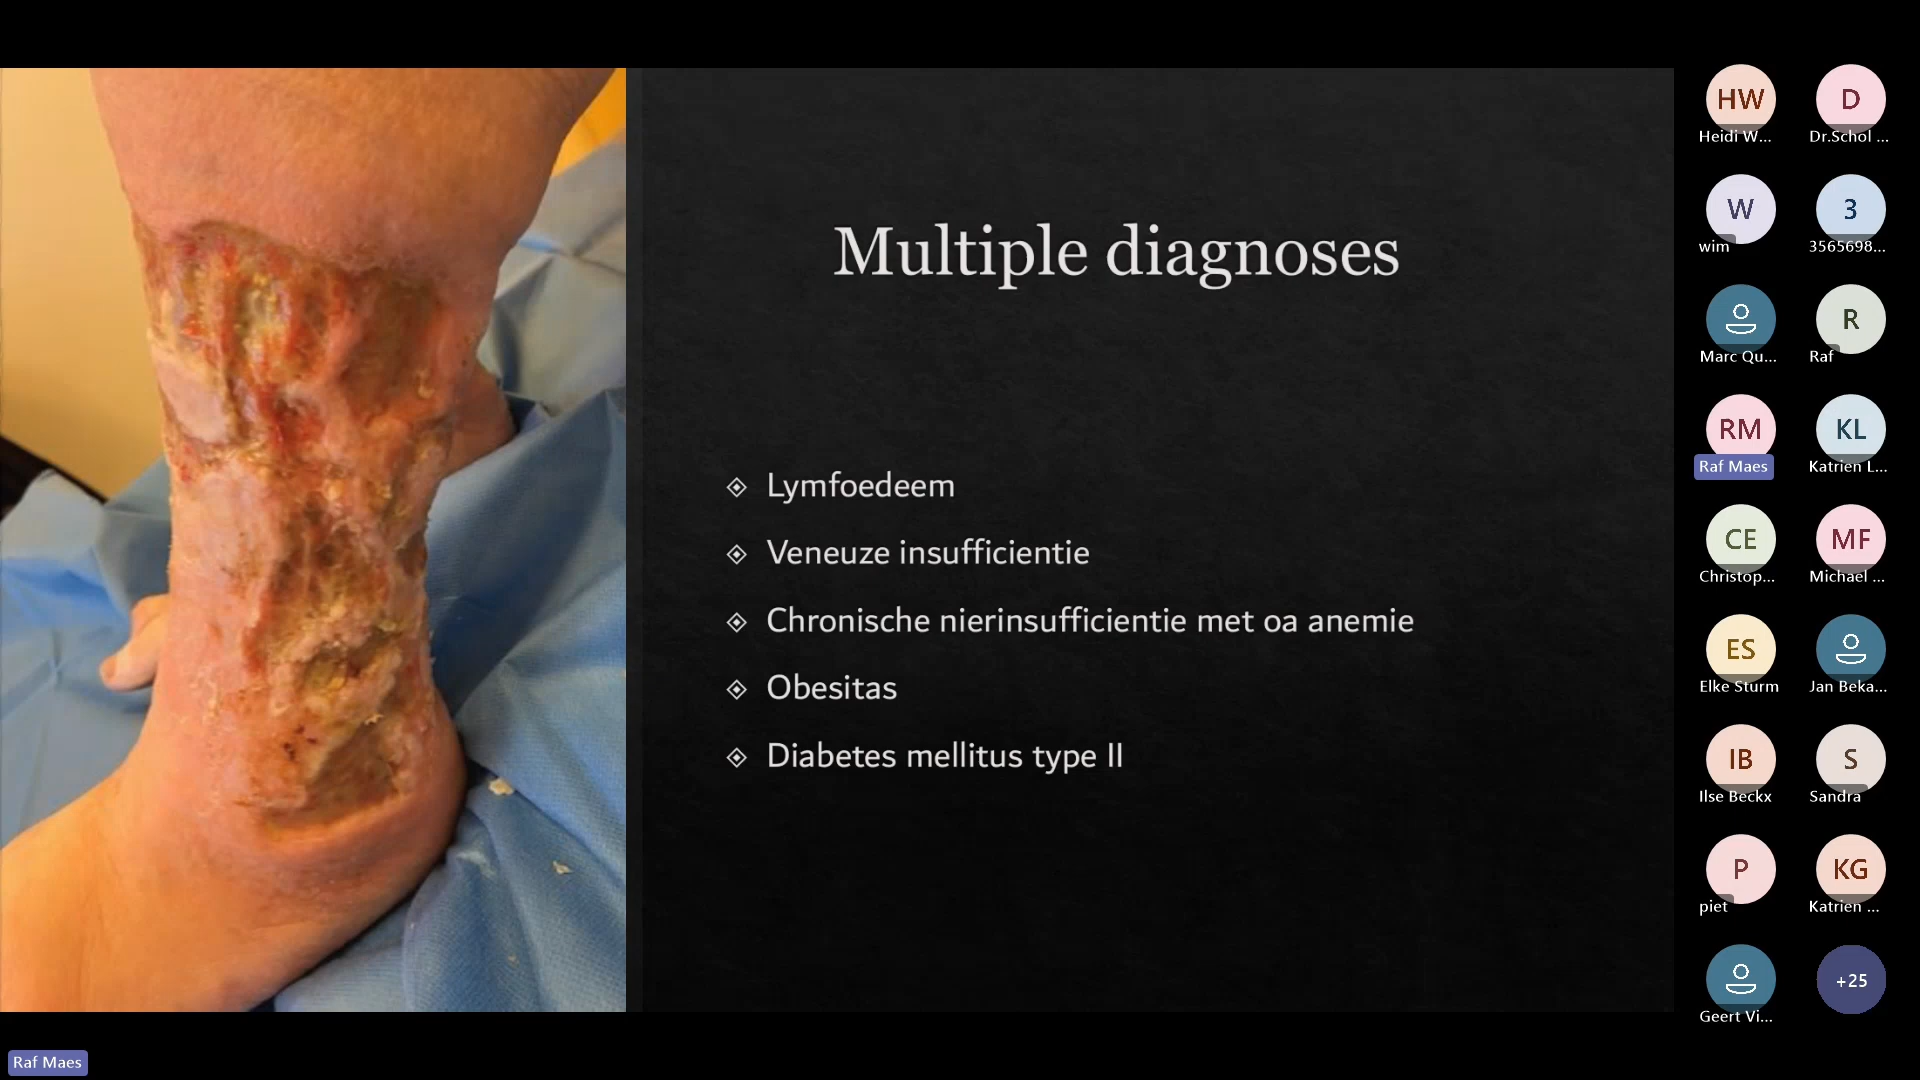 Multiple diagnoses
Lymfoedeem
Veneuze insufficientie
Chronische nierinsufficientie met oa anemie
Obesitas
Diabetes mellitus type II
HW
Heidi W...
D
Dr.Schol ...
W
wim
3
3565698...
Marc Qu...
R
Raf
RM
Raf Maes
KL
Katrien L...
CE
Christop...
MF
Michael ...
ES
Elke Sturm
Jan Beka...
IB
Ilse Beckx
S
Sandra
P
piet
KG
Katrien ...
Geert Vi...
+25
Raf Maes